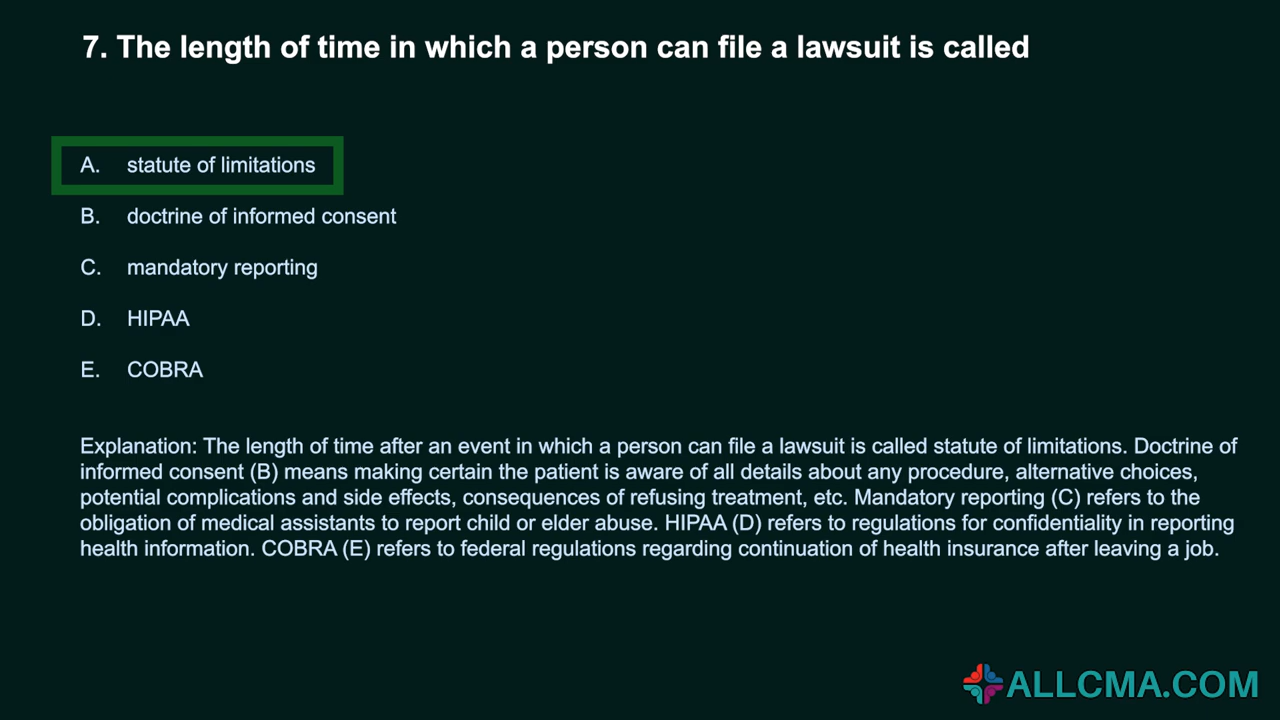 7. The length of time in which a person can file a lawsuit is called
A. statute of limitations
B. doctrine of informed consent
C. mandatory reporting
D. HIPAA
E. COBRA
Explanation: The length of time after an event in which a person can file a lawsuit is called statute of limitations. Doctrine of
informed consent (B) means making certain the patient is aware of all details about any procedure, alternative choices,
potential complications and side effects, consequences of refusing treatment, etc. Mandatory reporting (C) refers to the
obligation of medical assistants to report child or elder abuse. HIPAA (D) refers to regulations for confidentiality in reporting
health information. COBRA (E) refers to federal regulations regarding continuation of health insurance after leaving a job.
ALLCMA.COM